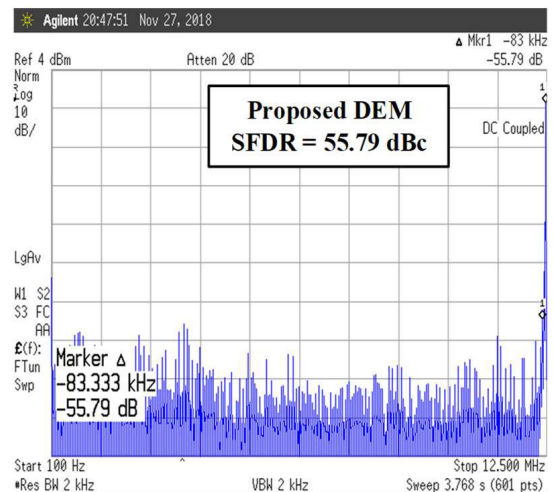 Agilent 20:47:51 Nov 27, 2018
Δ Mkr1 -83 kHz
Ref 4 dBm Atten 20 dB -55.79 dB
Norm
Log
10
dB/
1
Proposed DEM
SFDR = 55.79 dBc
DC Coupled
LgAv
W1 S2
S3 FC
AA
1
£(f):
FTun
Swp
Marker Δ
-83.333 kHz
-55.79 dB
Start 100 Hz Stop 12.500 MHz
#Res BW 2 kHz VBW 2 kHz Sweep 3.768 s (601 pts)